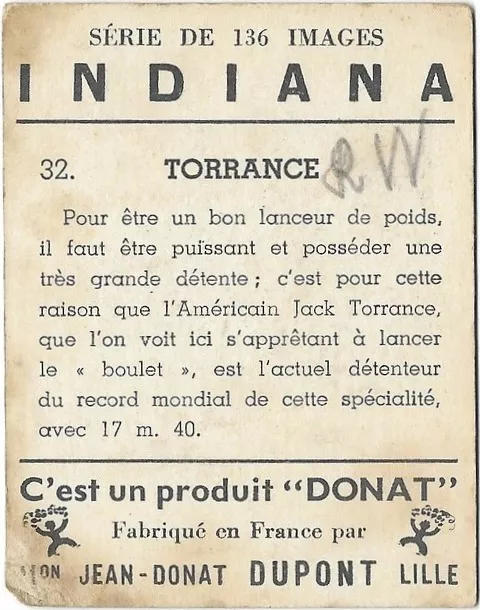 SÉRIE DE 136 IMAGES
INDIANA
32. TORRANCE RW
Pour être un bon lanceur de poids,
il faut être puissant et posséder une
très grande détente ; c'est pour cette
raison que l'Américain Jack Torrance,
que l'on voit ici s'apprêtant à lancer
le « boulet », est l'actuel détenteur
du record mondial de cette spécialité,
avec 17 m. 40.
C'est un produit “DONAT”
Fabriqué en France par
JEAN-DONAT DUPONT LILLE